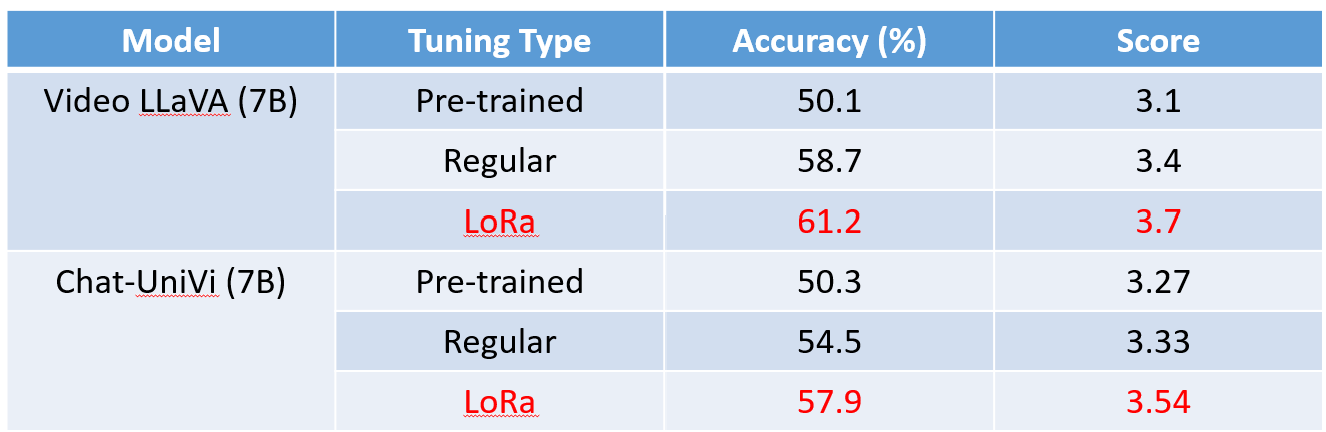 Model Tuning Type Accuracy (%) Score
Video LLaVA (7B) Pre-trained 50.1 3.1
Regular 58.7 3.4
LoRa 61.2 3.7
Chat-UniVi (7B) Pre-trained 50.3 3.27
Regular 54.5 3.33
LoRa 57.9 3.54